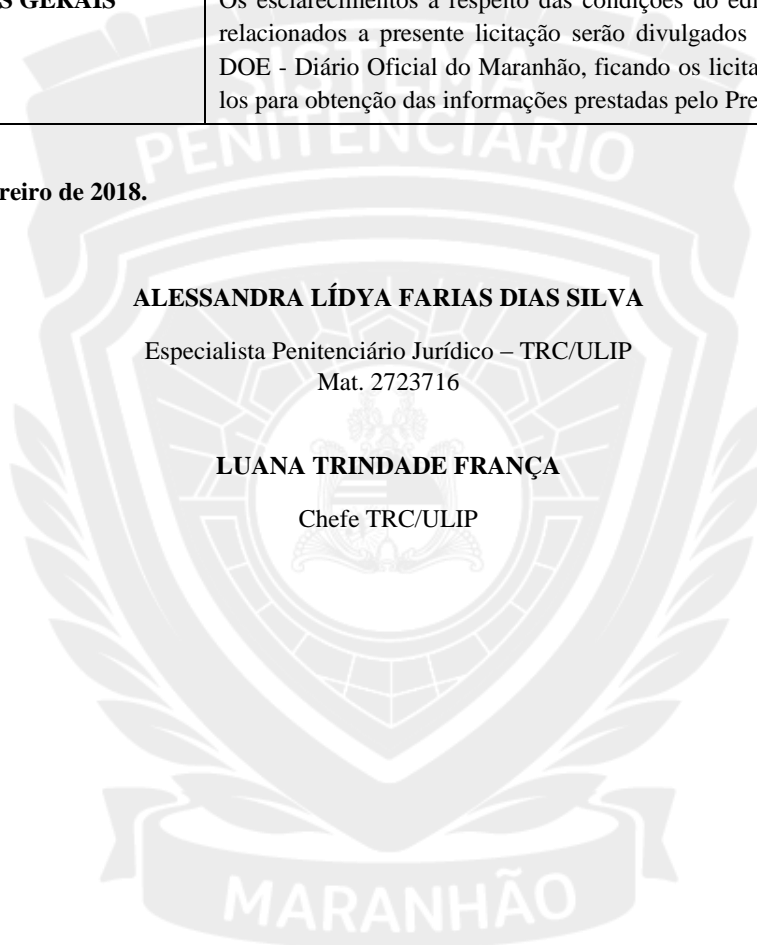 S GERAIS
Os esclarecimentos a respeito das condições do edi
relacionados a presente licitação serão divulgados
DOE - Diário Oficial do Maranhão, ficando os licita
los para obtenção das informações prestadas pelo Pre
SISTEMA
PENITENCIÁRIO
reiro de 2018.
ALESSANDRA LÍDYA FARIAS DIAS SILVA
Especialista Penitenciário Jurídico – TRC/ULIP
Mat. 2723716
LUANA TRINDADE FRANÇA
Chefe TRC/ULIP
MARANHÃO